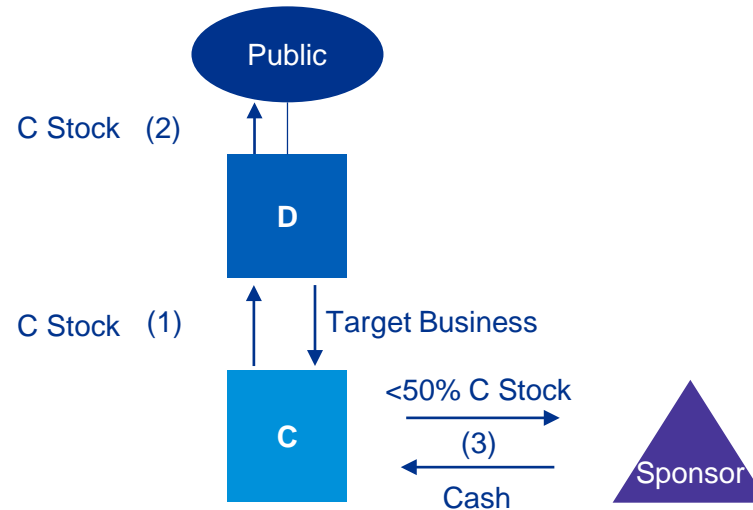 Public
C Stock (2)
D
C Stock (1)
Target Business
<50% C Stock
C
(3)
Sponsor
Cash